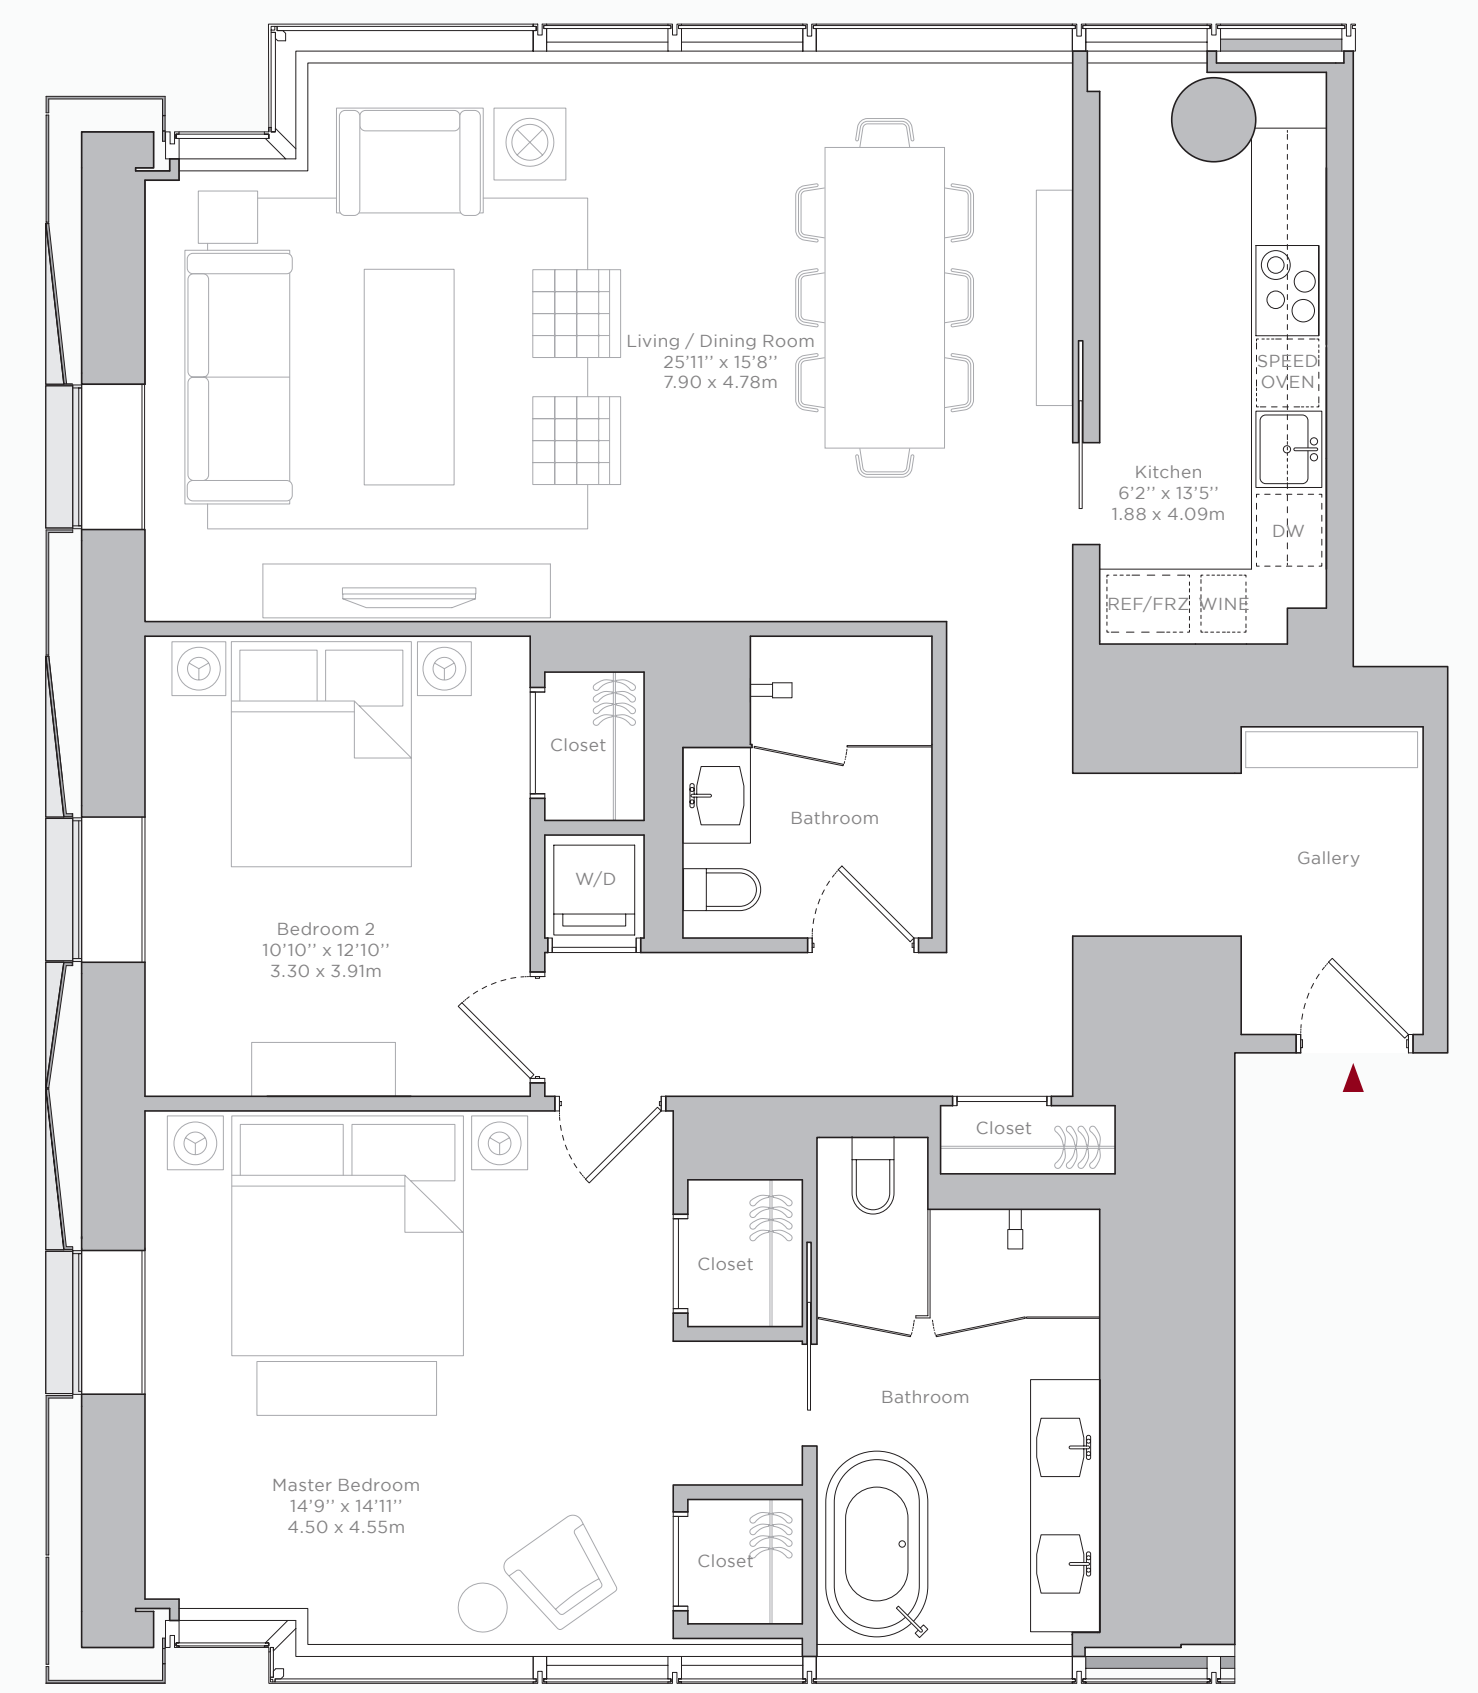 Living / Dining Room
25'11'' x 15'8''
7.90 x 4.78m
SPEED
OVEN
Kitchen
6'2'' x 13'5''
1.88 x 4.09m
DW
REF/FRZ
WINE
Closet
Bathroom
Gallery
W/D
Bedroom 2
10'10'' x 12'10''
3.30 x 3.91m
Closet
Closet
Bathroom
Master Bedroom
14'9'' x 14'11''
4.50 x 4.55m
Closet